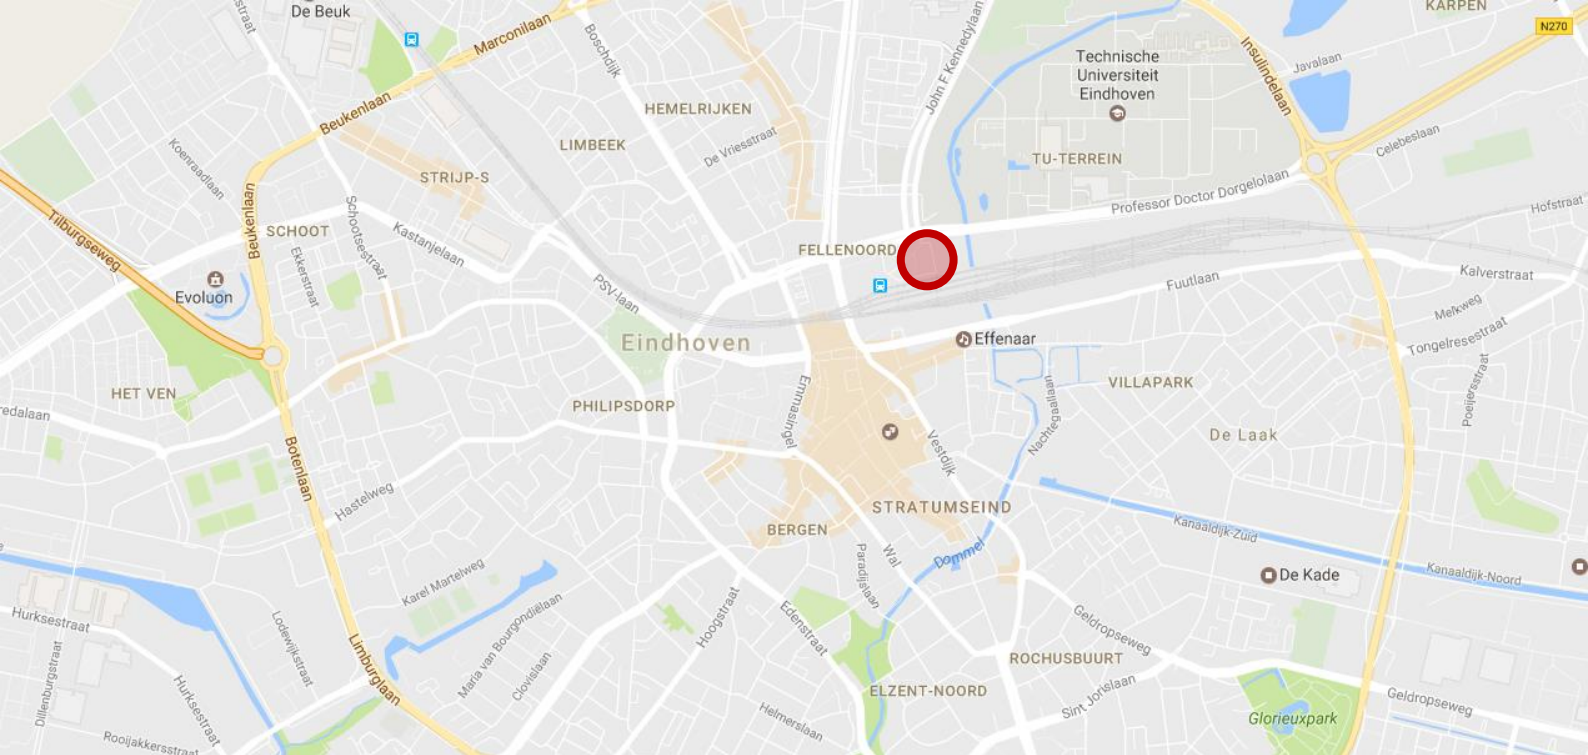 De Beuk
KARPEN
N270
Marconilaan
Boschdijk
John F Kennedylaan
Insulindelaan
Javalaan
Technische
Universiteit
Eindhoven
Beukenlaan
HEMELRIJKEN
LIMBEEK
De Vriesstraat
TU-TERREIN
Celebeslaan
Koenraadlaan
STRIJP-S
Professor Doctor Dorgelolaan
Hofstraat
Beukenlaan
Tilburgseweg
SCHOOT
Schootsestraat
Kastanjelaan
FELLENOORD
Ekkerstraat
Evoluon
PSV-laan
Fuutlaan
Kalverstraat
Melkweg
Eindhoven
Effenaar
Tongelresestraat
HET VEN
PHILIPSDORP
Emmasingel
VILLAPARK
Nachtegaallaan
Poeijersstraat
redalaan
De Laak
Vestdijk
Botenlaan
Hastelweg
STRATUMSEIND
BERGEN
Kanaaldijk-Zuid
Wal
Dommel
Paradijslaan
De Kade
Kanaaldijk-Noord
Karel Martelweg
Hurksestraat
Lodewijkstraat
Maria van Bourgondiëlaan
Hoogstraat
Edenstraat
Geldropseweg
Limburglaan
Clovislaan
ROCHUSBUURT
Dillenburgstraat
Hurksestraat
ELZENT-NOORD
Sint Jorislaan
Geldropseweg
Helmerslaan
Glorieuxpark
Rooijakkersstraat